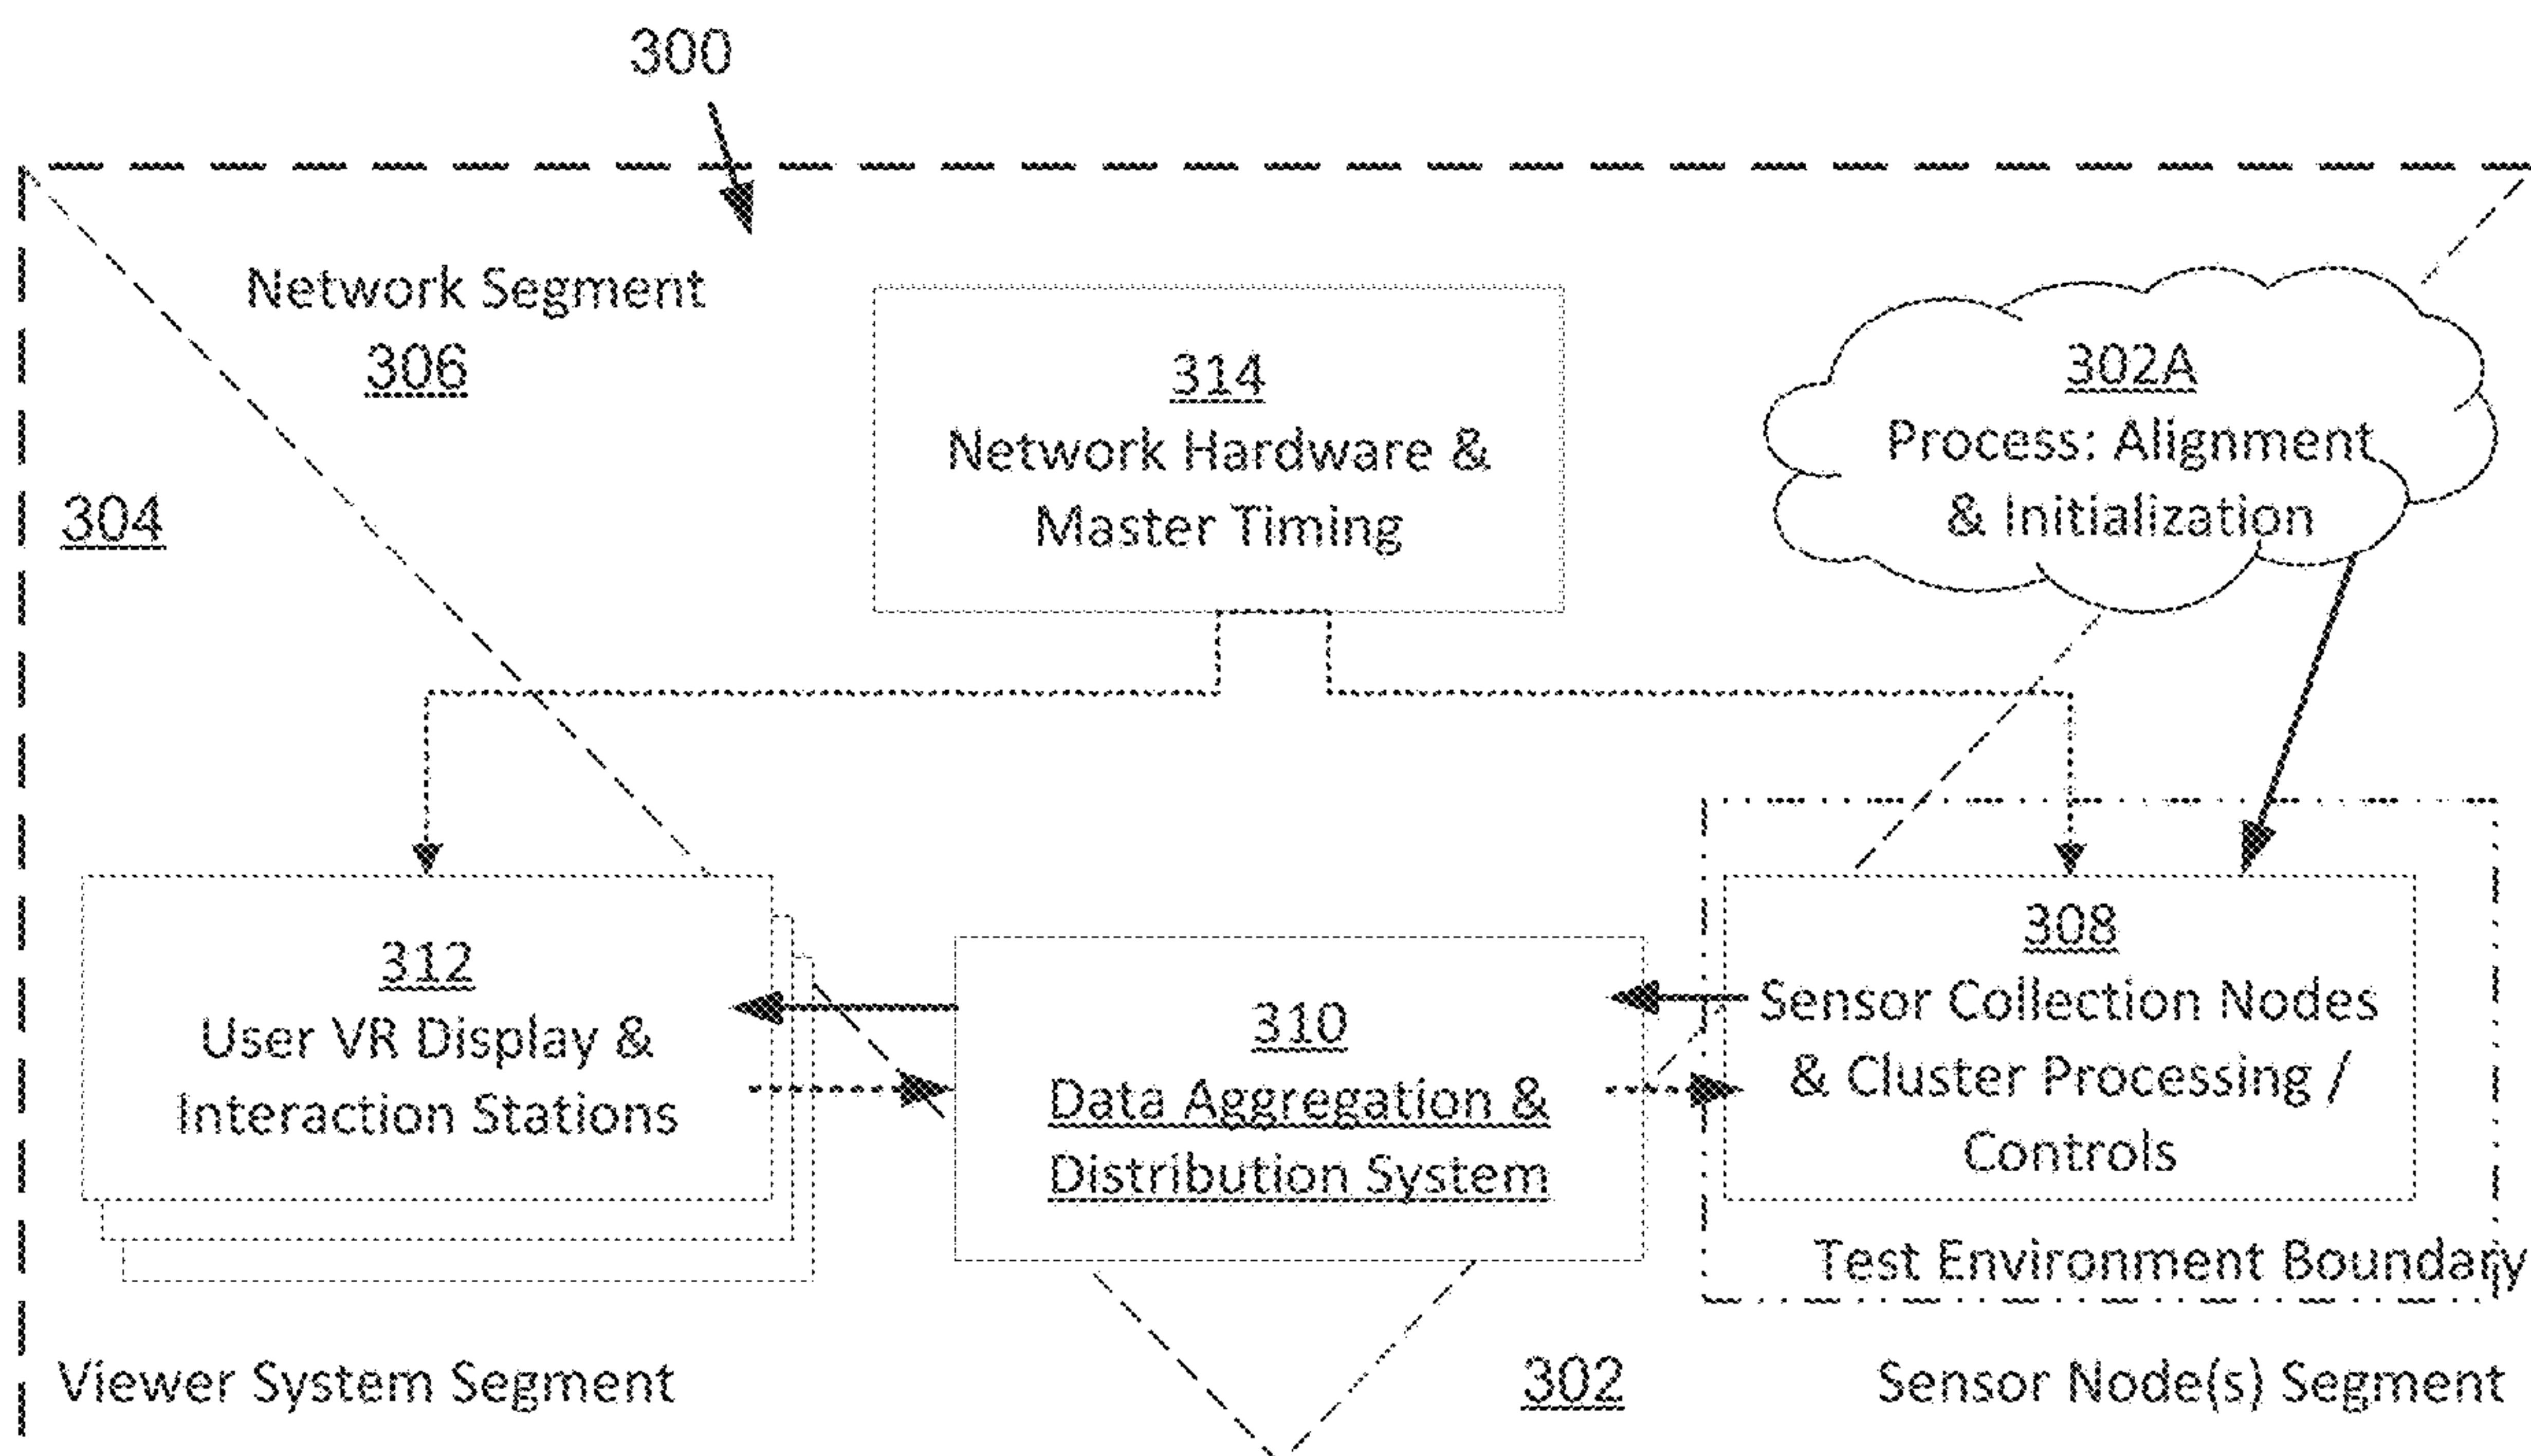 300
Network Segment
306
304
314
Network Hardware &
Master Timing
302A
Process: Alignment
& Initialization
312
User VR Display &
Interaction Stations
310
Data Aggregation &
Distribution System
308
Sensor Collection Nodes
& Cluster Processing /
Controls
Test Environment Boundary
Viewer System Segment
302
Sensor Node(s) Segment